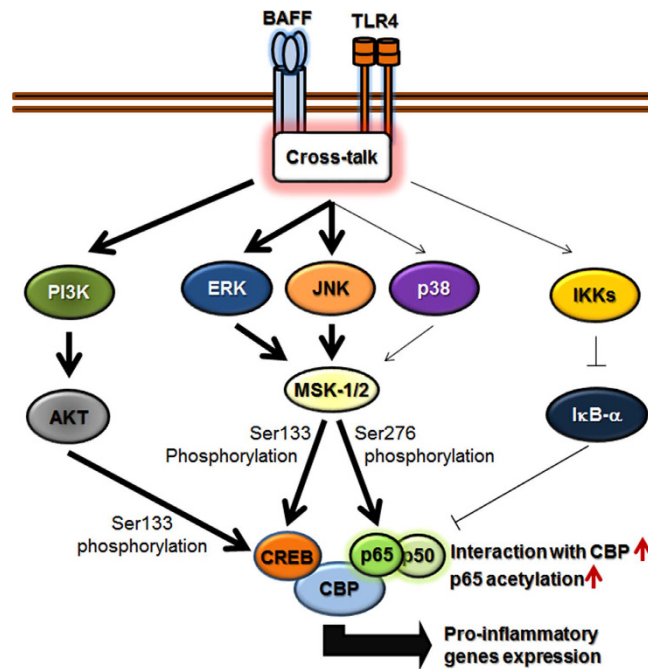 BAFF
TLR4
Cross-talk
PI3K
ERK
JNK
p38
IKKs
MSK-1/2
AKT
IκB-α
Ser133
Phosphorylation
Ser276
phosphorylation
Ser133
phosphorylation
CREB
p65
p50
CBP
Interaction with CBP
p65 acetylation
Pro-inflammatory
genes expression